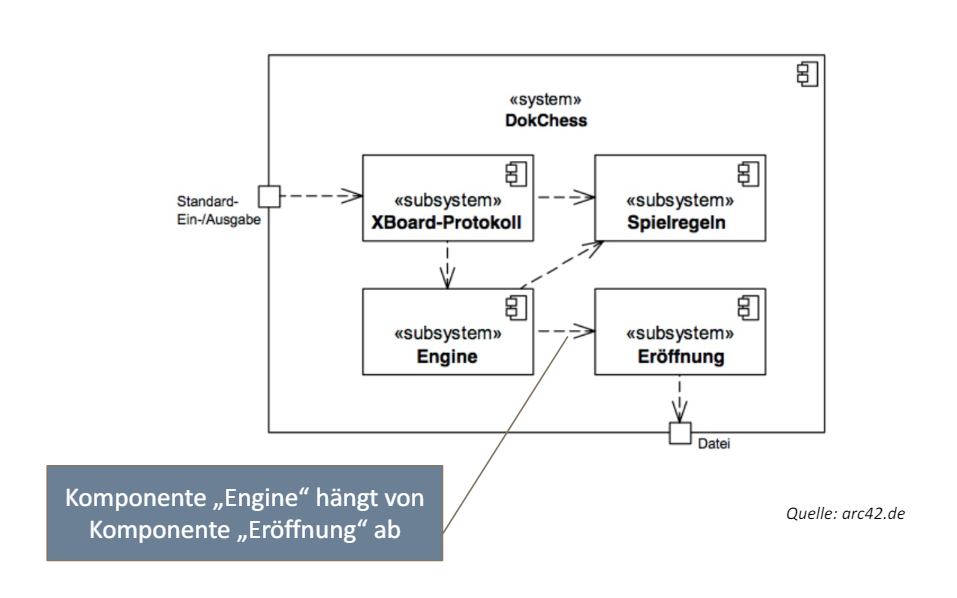 «system»
DokChess
Standard-
Ein-/Ausgabe
«subsystem»
XBoard-Protokoll
«subsystem»
Spielregeln
«subsystem»
Engine
«subsystem»
Eröffnung
Datei
Komponente „Engine“ hängt von
Komponente „Eröffnung“ ab
Quelle: arc42.de